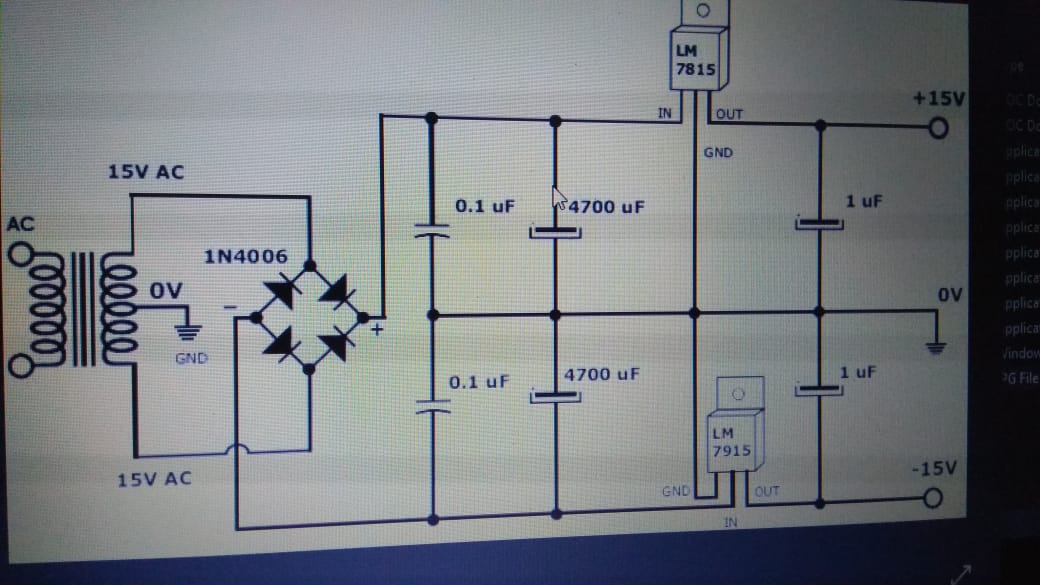 LM
7815
+15V
IN
OUT
GND
15V AC
0.1 uF
4700 uF
1 uF
AC
1N4006
0V
0V
–
+
GND
0.1 uF
4700 uF
1 uF
LM
7915
15V AC
-15V
GND
OUT
IN